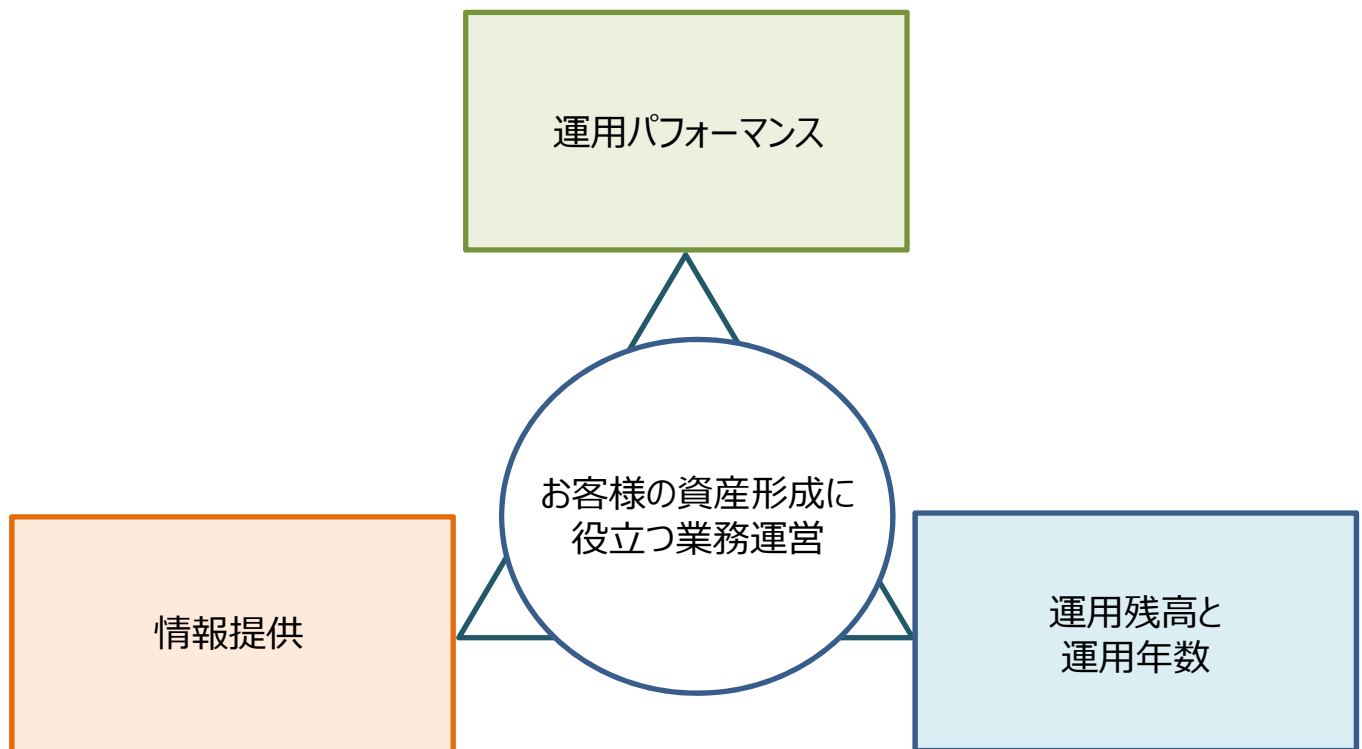 運用パフォーマンス
お客様の資産形成に
役立つ業務運営
情報提供
運用残高と
運用年数